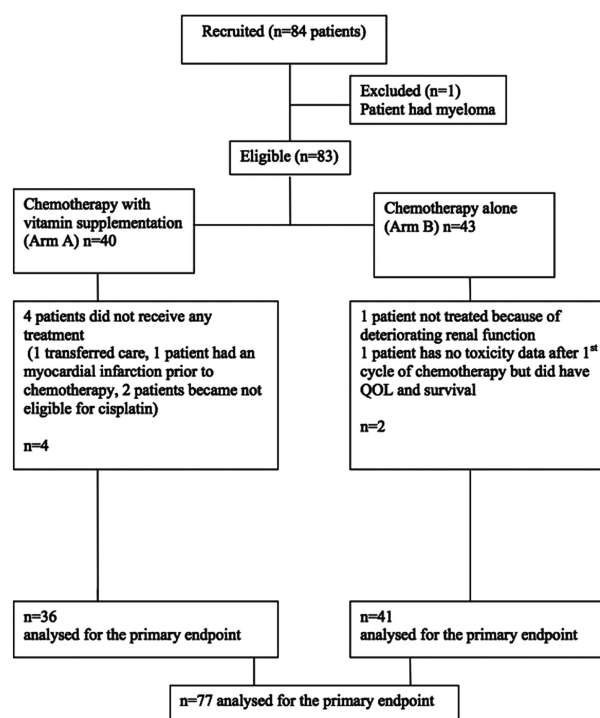 Recruited (n=84 patients)
Excluded (n=1)
Patient had myeloma
Eligible (n=83)
Chemotherapy with
vitamin supplementation
(Arm A) n=40
Chemotherapy alone
(Arm B) n=43
4 patients did not receive any
treatment
(1 transferred care, 1 patient had an
myocardial infarction prior to
chemotherapy, 2 patients became not
eligible for cisplatin)
n=4
1 patient not treated because of
deteriorating renal function
1 patient has no toxicity data after 1st
cycle of chemotherapy but did have
QOL and survival
n=2
n=36
analysed for the primary endpoint
n=41
analysed for the primary endpoint
n=77 analysed for the primary endpoint